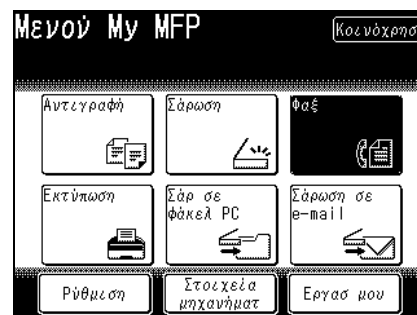 Μενού My MFP
Κοινόχρησ
Αντιγραφή
Σάρωση
Φαξ
Εκτύπωση
Σάρ σε
φάκελ PC
Σάρωση σε
e-mail
Ρύθμιση
Στοιχεία
μηχανήματ
Εργασ μου